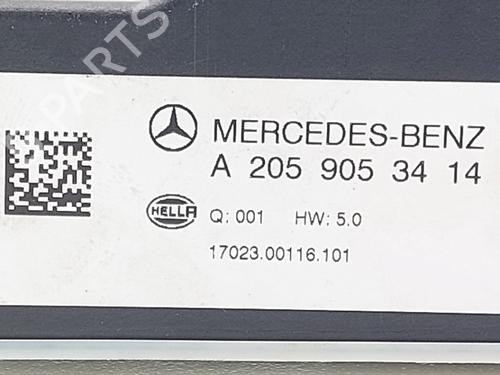 PARTS
MERCEDES-BENZ
A 205 905 34 14
HELLA Q: 001 HW: 5.0
17023.00116.101